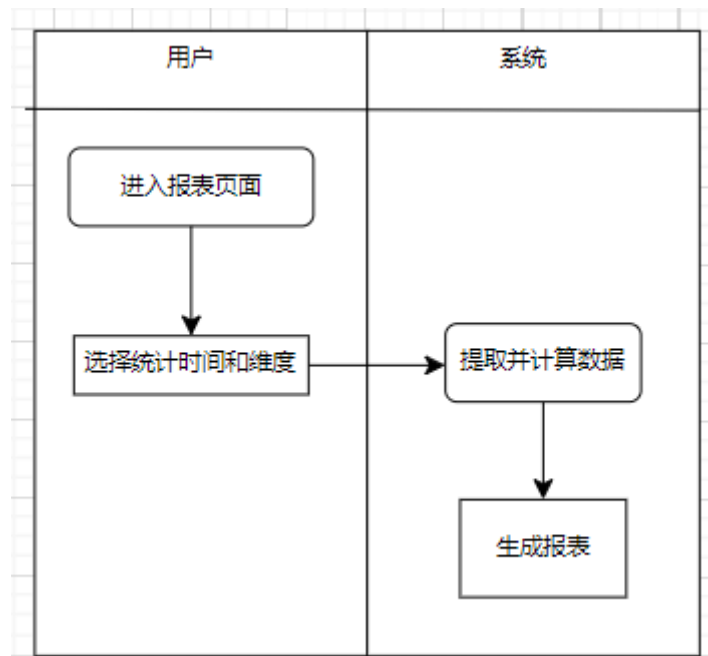 用户
系统
进入报表页面
选择统计时间和维度
提取并计算数据
生成报表